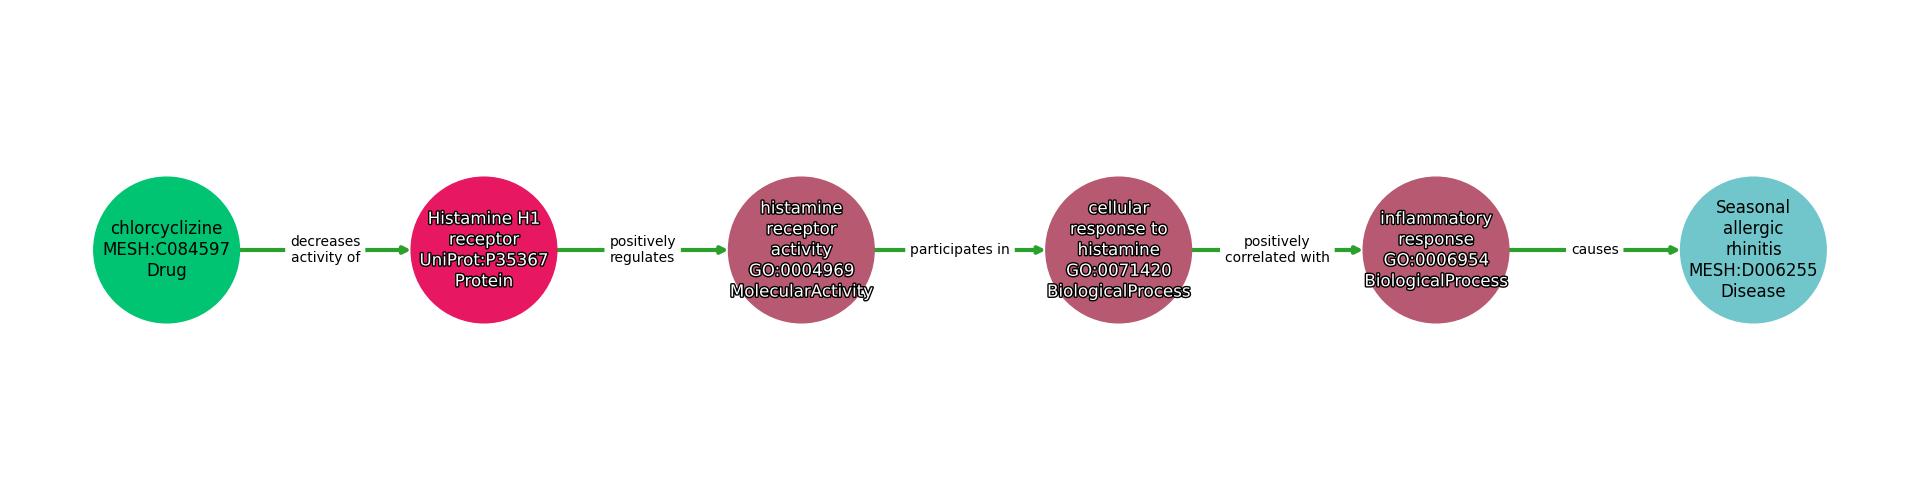 chlorcyclizine
MESH:C084597
Drug
decreases
activity of
Histamine H1
receptor
UniProt:P35367
Protein
positively
regulates
histamine
receptor
activity
GO:0004969
MolecularActivity
participates in
cellular
response to
histamine
GO:0071420
BiologicalProcess
positively
correlated with
inflammatory
response
GO:0006954
BiologicalProcess
causes
Seasonal
allergic
rhinitis
MESH:D006255
Disease